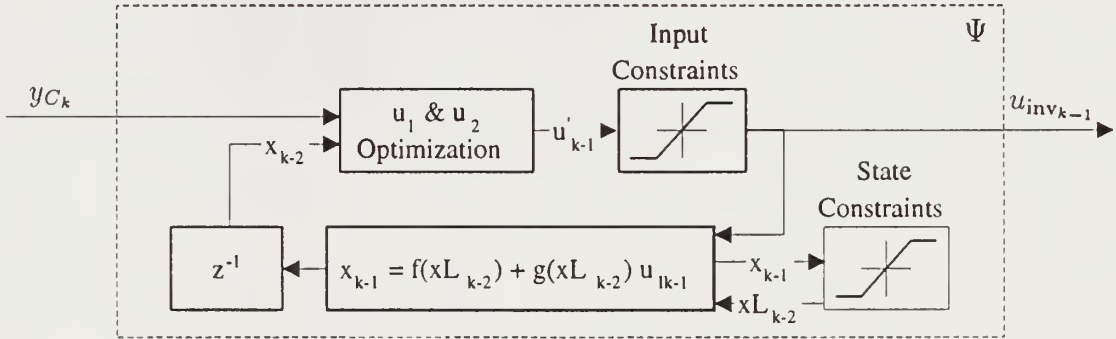 Ψ
Input
Constraints
y_{C_k}
u_1 & u_2
Optimization
u'_{k-1}
u_{inv_{k-1}}
x_{k-2}
State
Constraints
z^{-1}
x_{k-1} = f(xL_{k-2}) + g(xL_{k-2}) u_{lk-1}
x_{k-1}
xL_{k-2}